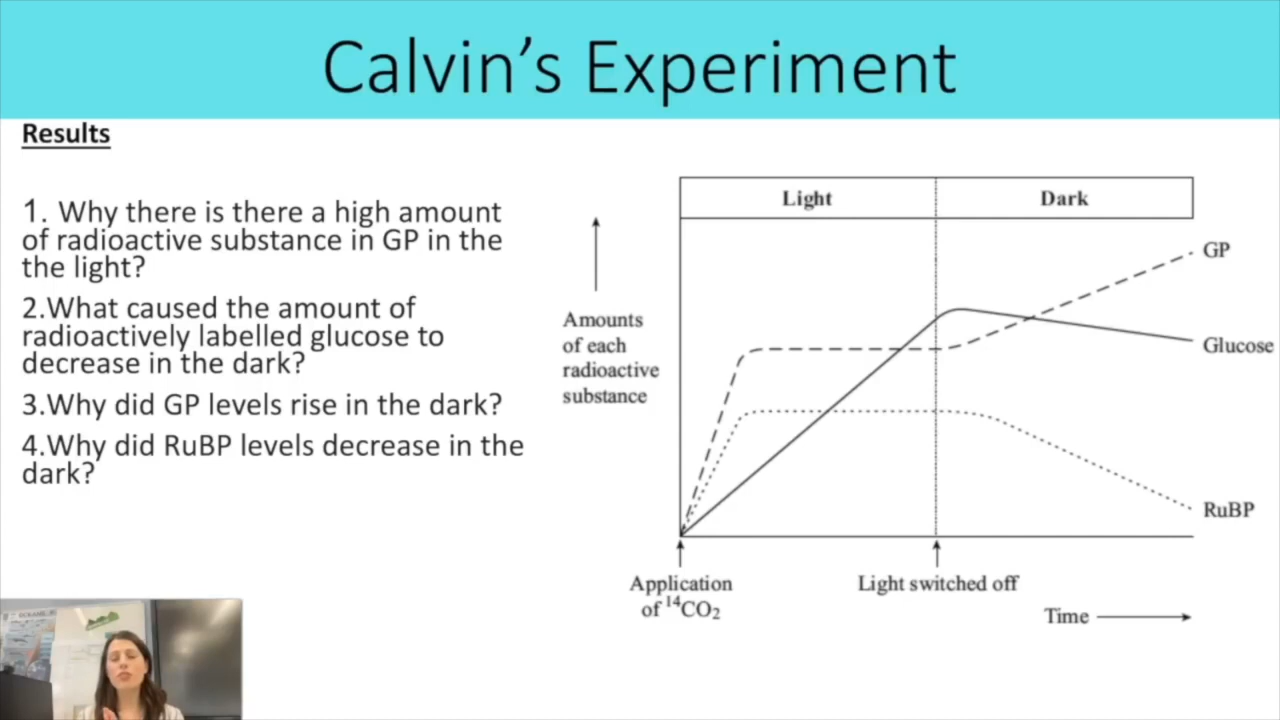 Calvin's Experiment
Results
1. Why there is there a high amount
of radioactive substance in GP in the
the light?
2.What caused the amount of
radioactively labelled glucose to
decrease in the dark?
3.Why did GP levels rise in the dark?
4.Why did RuBP levels decrease in the
dark?
Light
Dark
GP
Amounts
of each
radioactive
substance
Glucose
RuBP
Application
of ¹⁴CO₂
Light switched off
Time